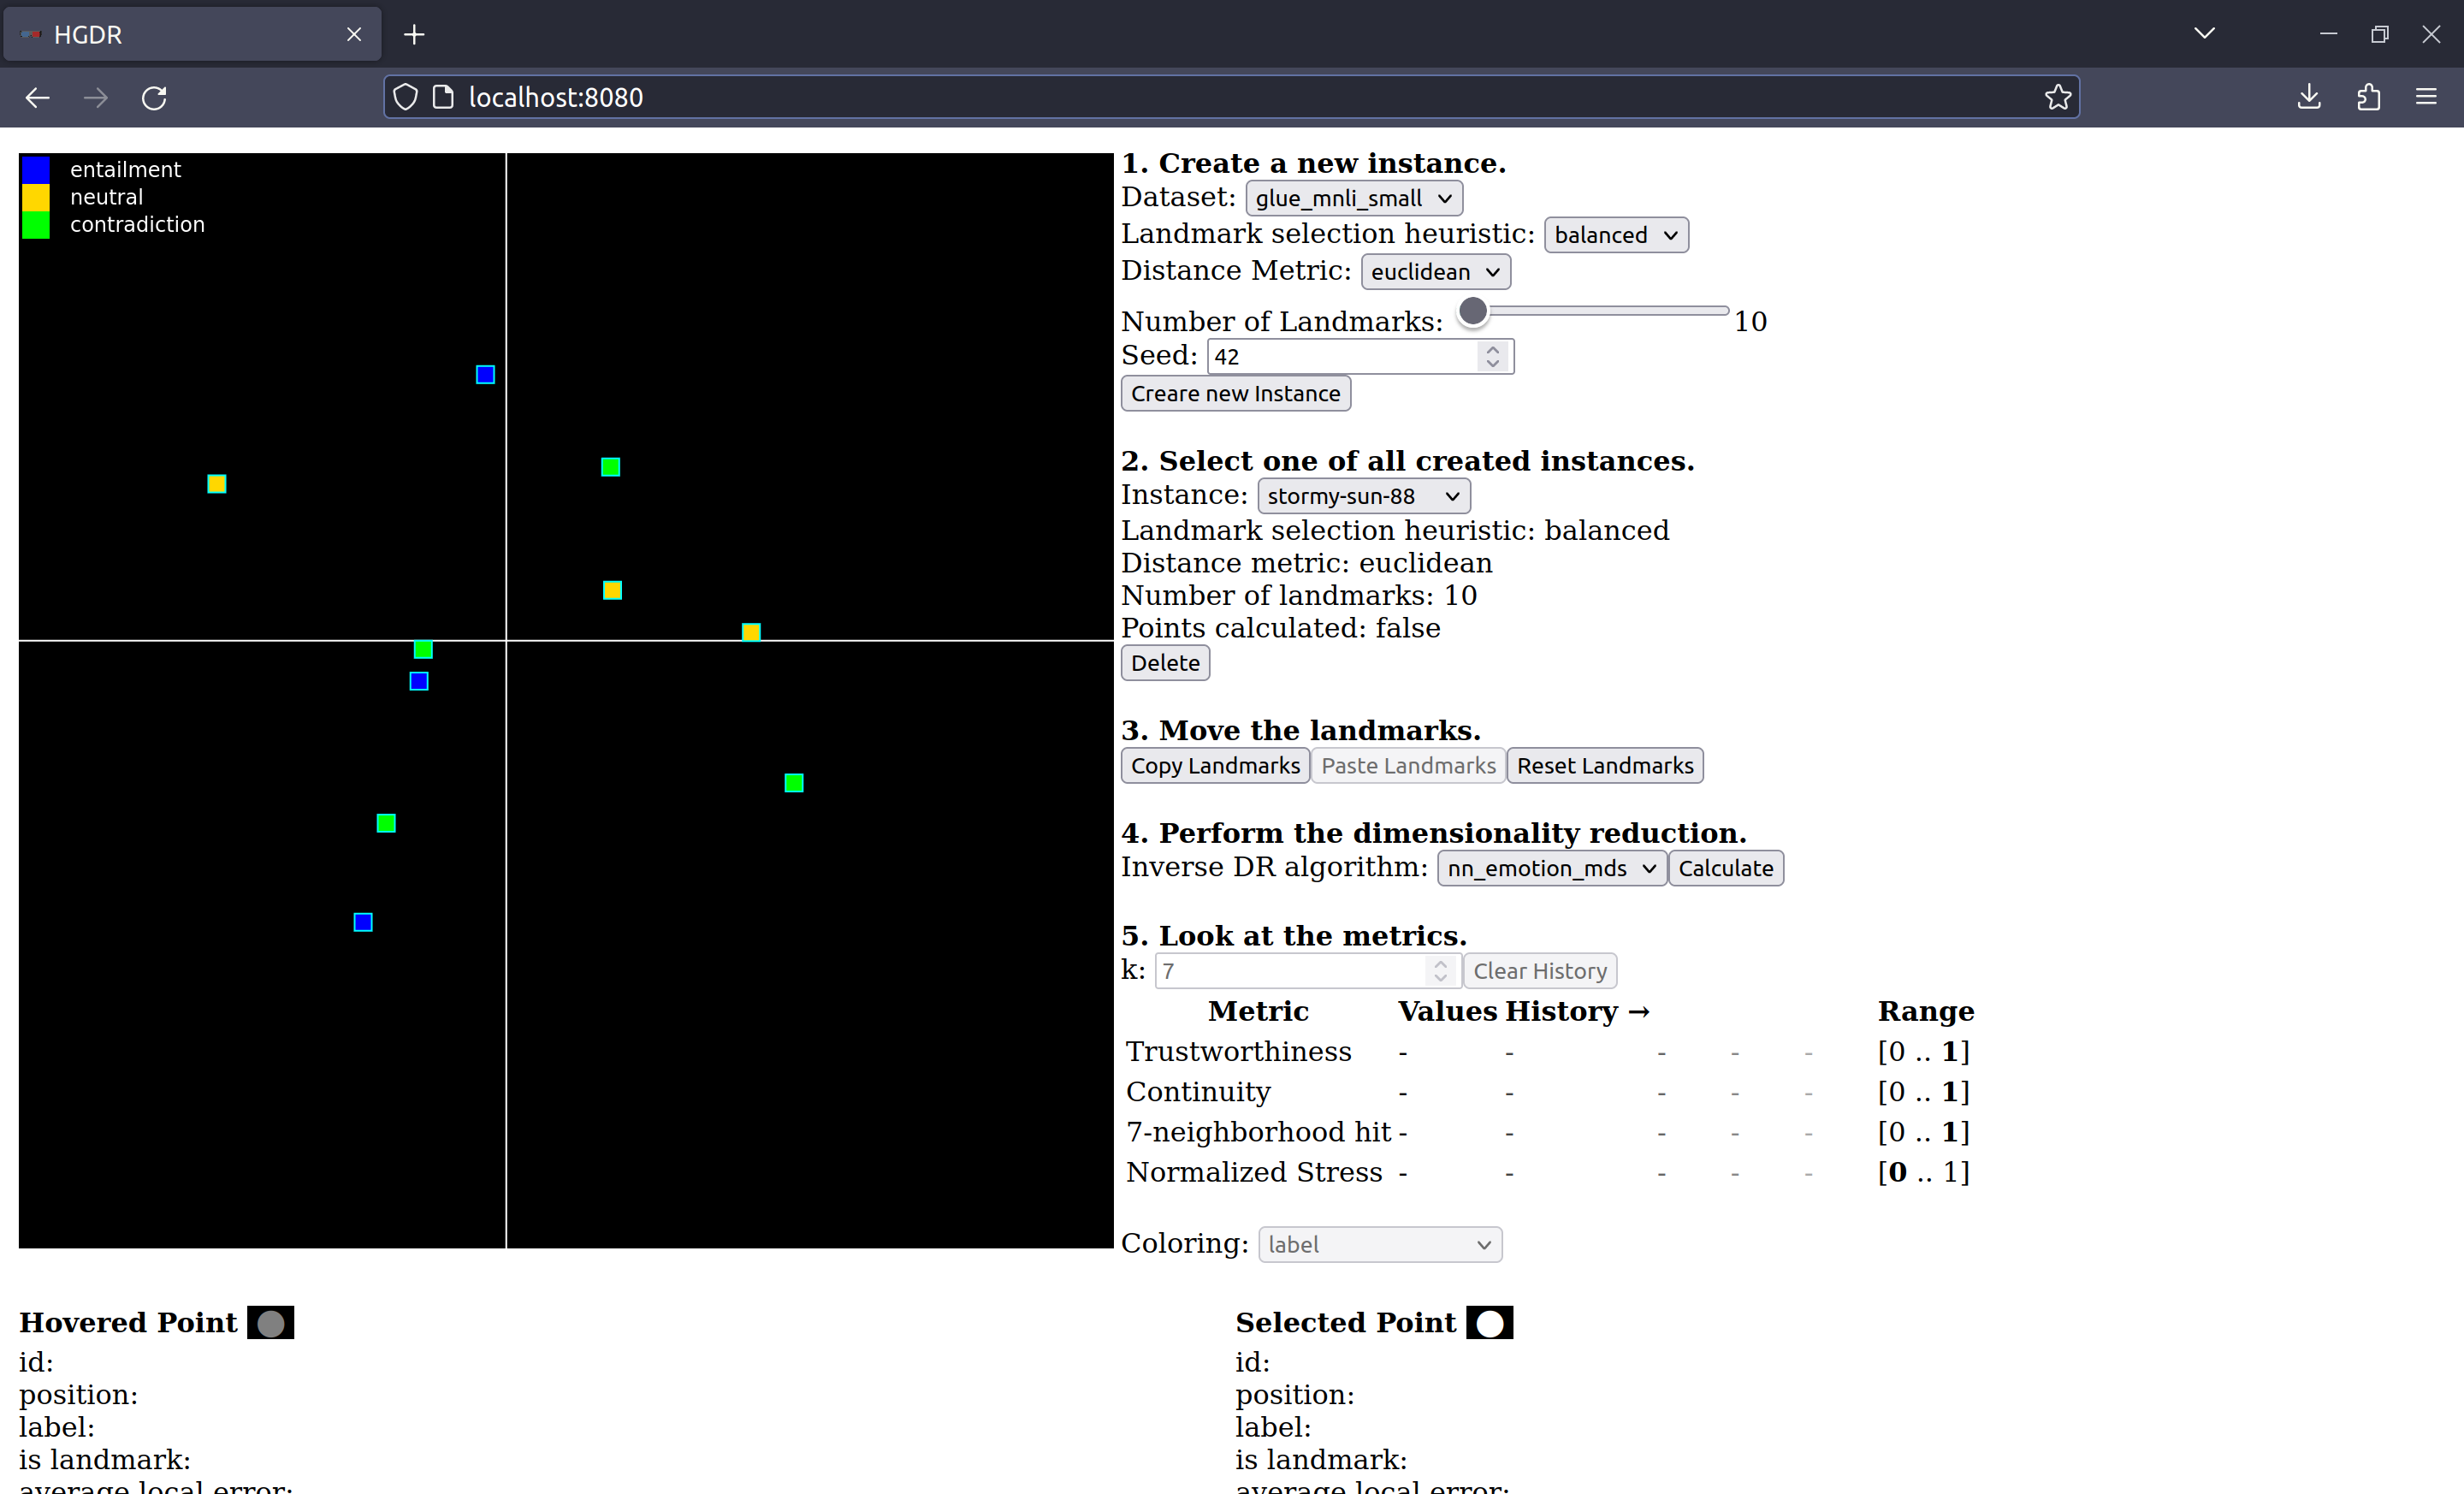 HGDR
localhost:8080
entailment
neutral
contradiction
1. Create a new instance.
Dataset: glue_mnli_small
Landmark selection heuristic: balanced
Distance Metric: euclidean
Number of Landmarks: 10
Seed: 42
Creare new Instance
2. Select one of all created instances.
Instance: stormy-sun-88
Landmark selection heuristic: balanced
Distance metric: euclidean
Number of landmarks: 10
Points calculated: false
Delete
3. Move the landmarks.
Copy Landmarks Paste Landmarks Reset Landmarks
4. Perform the dimensionality reduction.
Inverse DR algorithm: nn_emotion_mds Calculate
5. Look at the metrics.
k: 7 Clear History
Metric Values History → Range
Trustworthiness - - - - - [0 .. 1]
Continuity - - - - - [0 .. 1]
7-neighborhood hit - - - - - [0 .. 1]
Normalized Stress - - - - - [0 .. 1]
Coloring: label
Hovered Point
id:
position:
label:
is landmark:
average local error:
Selected Point
id:
position:
label:
is landmark:
average local error: